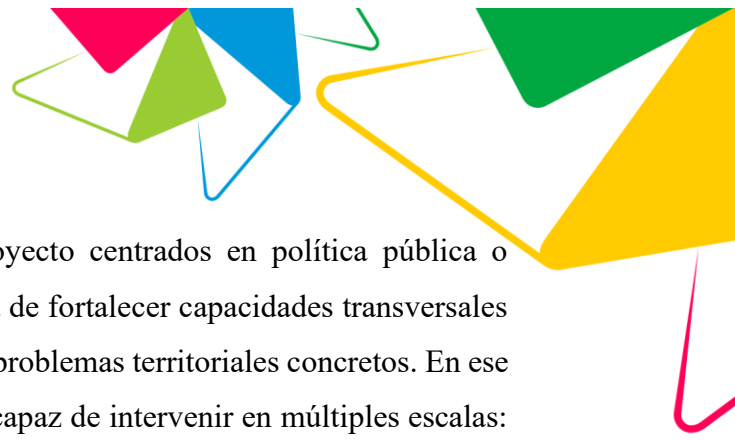 oyecto centrados en política pública o
de fortalecer capacidades transversales
problemas territoriales concretos. En ese
capaz de intervenir en múltiples escalas: